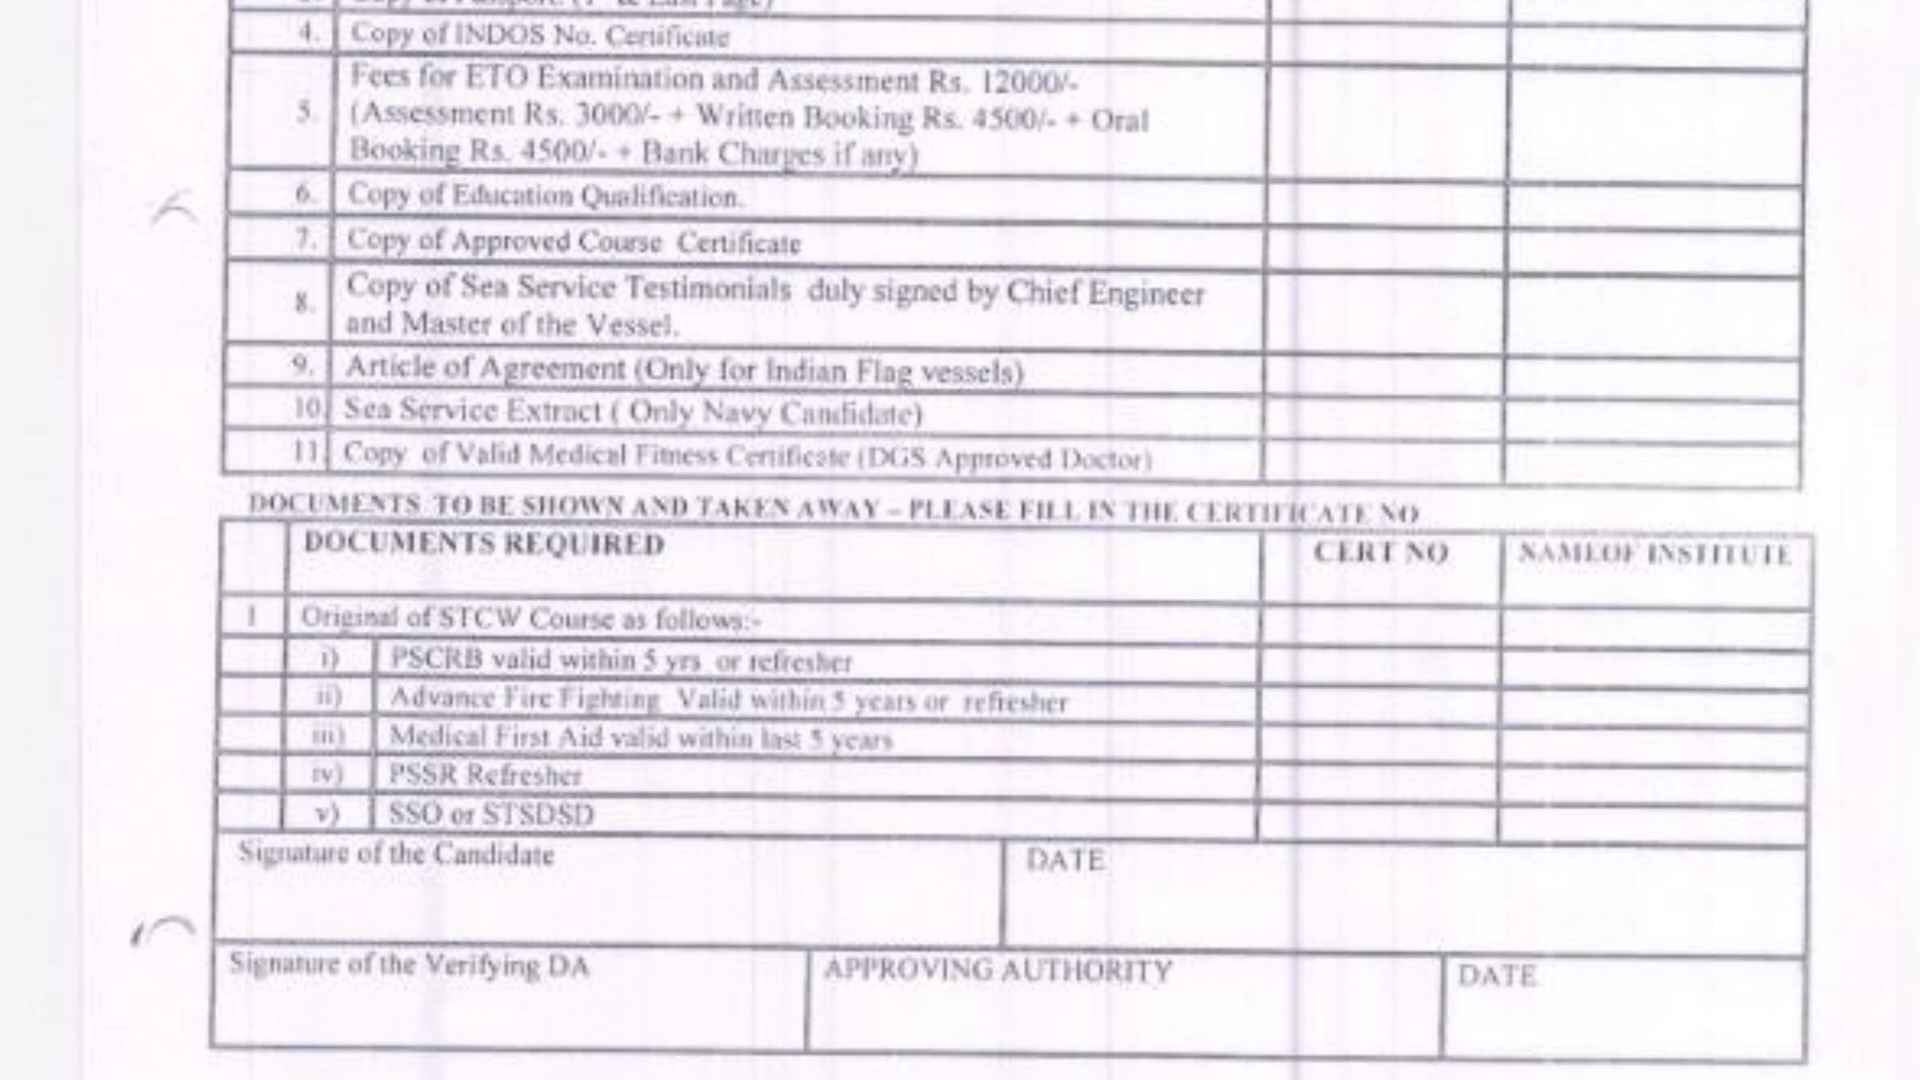 3. Copy of Passport. (1st & Last Page)
4. Copy of INDOS No. Certificate
5. Fees for ETO Examination and Assessment Rs. 12000/-
(Assessment Rs. 3000/- + Written Booking Rs. 4500/- + Oral
Booking Rs. 4500/- + Bank Charges if any)
6. Copy of Education Qualification.
7. Copy of Approved Course Certificate
8. Copy of Sea Service Testimonials duly signed by Chief Engineer
and Master of the Vessel.
9. Article of Agreement (Only for Indian Flag vessels)
10. Sea Service Extract ( Only Navy Candidate)
11. Copy of Valid Medical Fitness Certificate (DGS Approved Doctor)
DOCUMENTS TO BE SHOWN AND TAKEN AWAY – PLEASE FILL IN THE CERTIFICATE NO
DOCUMENTS REQUIRED CERT NO NAMEOF INSTITUTE
1 Original of STCW Course as follows:-
i) PSCRB valid within 5 yrs or refresher
ii) Advance Fire Fighting Valid within 5 years or refresher
iii) Medical First Aid valid within last 5 years
iv) PSSR Refresher
v) SSO or STSDSD
Signature of the Candidate DATE
Signature of the Verifying DA APPROVING AUTHORITY DATE